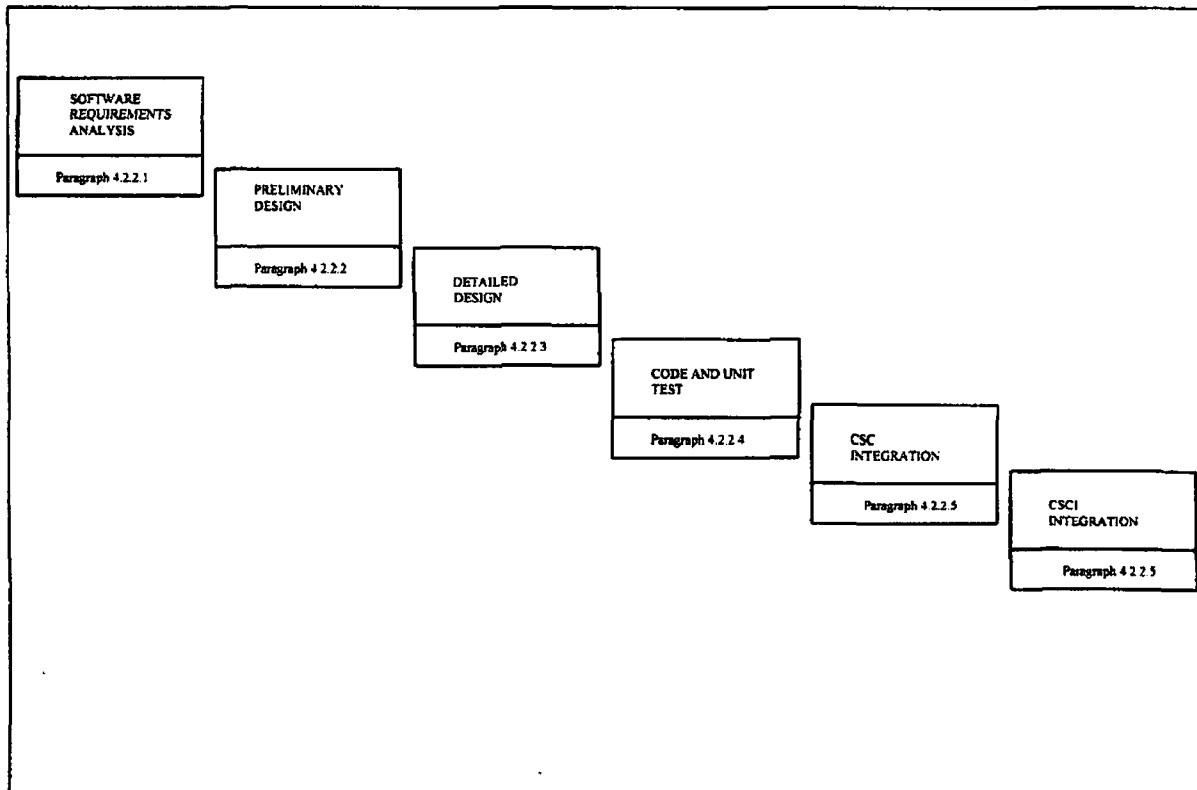 SOFTWARE
REQUIREMENTS
ANALYSIS
Paragraph 4.2.2.1
PRELIMINARY
DESIGN
Paragraph 4 2.2.2
DETAILED
DESIGN
Paragraph 4.2 2 3
CODE AND UNIT
TEST
Paragraph 4.2.2 4
CSC
INTEGRATION
Paragraph 4 2.2.5
CSCI
INTEGRATION
Paragraph 4 2 2 5